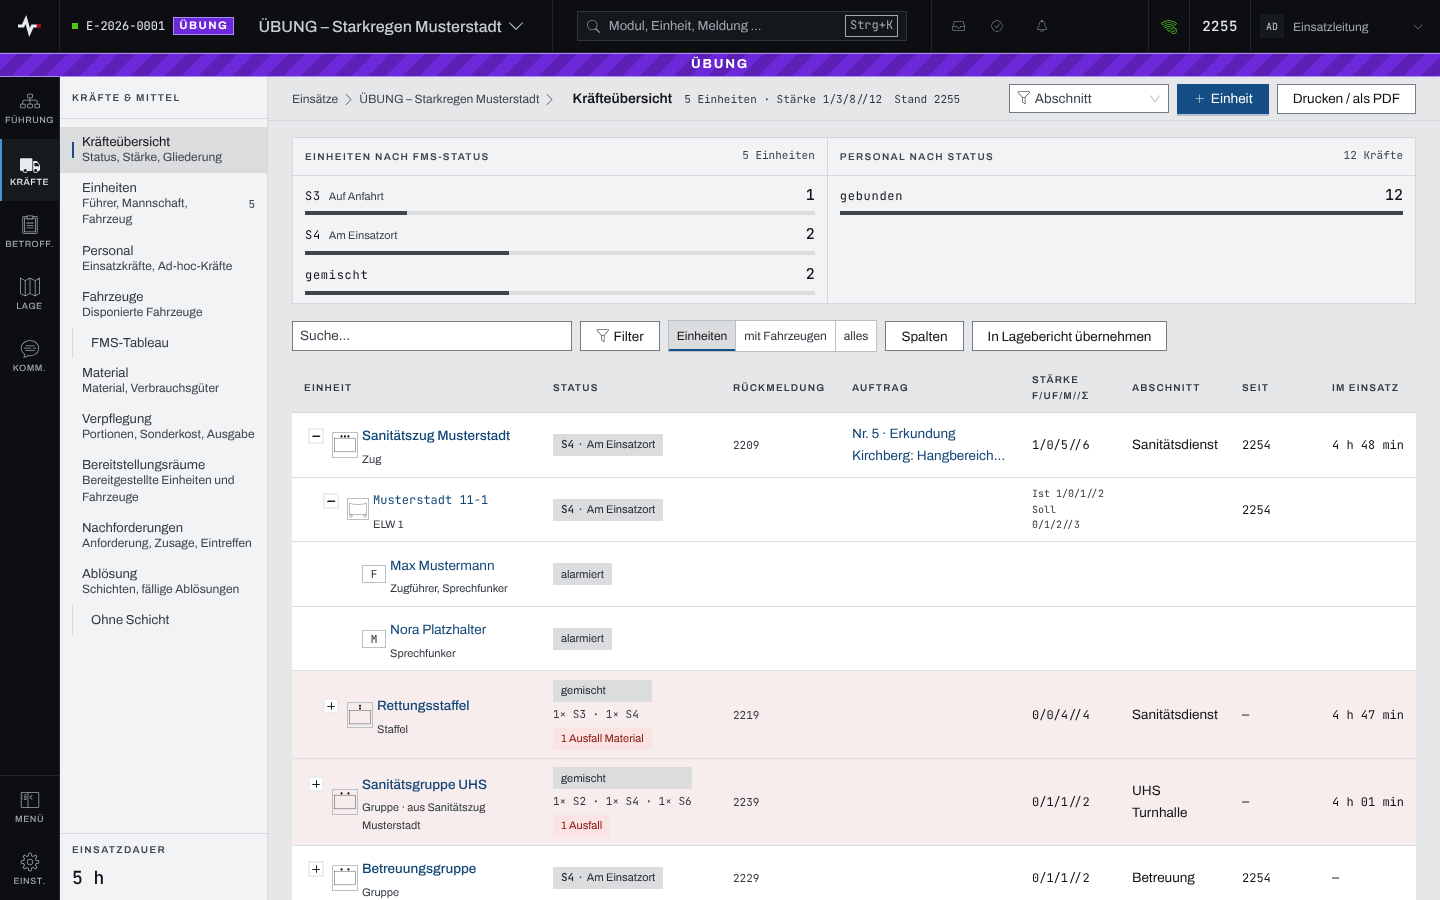 E-2026-0001 ÜBUNG ÜBUNG – Starkregen Musterstadt Modul, Einheit, Meldung ... Strg+K 2255 AD Einsatzleitung
ÜBUNG
FÜHRUNG
KRÄFTE
BETROFF.
LAGE
KOMM.
MENÜ
EINST.
KRÄFTE & MITTEL
Kräfteübersicht
Status, Stärke, Gliederung
Einheiten
Führer, Mannschaft,
Fahrzeug
5
Personal
Einsatzkräfte, Ad-hoc-Kräfte
Fahrzeuge
Disponierte Fahrzeuge
FMS-Tableau
Material
Material, Verbrauchsgüter
Verpflegung
Portionen, Sonderkost, Ausgabe
Bereitstellungsräume
Bereitgestellte Einheiten und
Fahrzeuge
Nachforderungen
Anforderung, Zusage, Eintreffen
Ablösung
Schichten, fällige Ablösungen
Ohne Schicht
EINSATZDAUER
5 h
Einsätze ÜBUNG – Starkregen Musterstadt Kräfteübersicht 5 Einheiten · Stärke 1/3/8//12 Stand 2255 Abschnitt + Einheit Drucken / als PDF
EINHEITEN NACH FMS-STATUS 5 Einheiten
S3 Auf Anfahrt 1
S4 Am Einsatzort 2
gemischt 2
PERSONAL NACH STATUS 12 Kräfte
gebunden 12
Suche... Filter Einheiten mit Fahrzeugen alles Spalten In Lagebericht übernehmen
EINHEIT STATUS RÜCKMELDUNG AUFTRAG STÄRKE F/UF/M//Σ ABSCHNITT SEIT IM EINSATZ
Sanitätszug Musterstadt
Zug
S4 · Am Einsatzort
2209
Nr. 5 · Erkundung
Kirchberg: Hangbereich...
1/0/5//6
Sanitätsdienst
2254
4 h 48 min
Musterstadt 11-1
ELW 1
S4 · Am Einsatzort
Ist 1/0/1//2
Soll
0/1/2//3
2254
F
Max Mustermann
Zugführer, Sprechfunker
alarmiert
M
Nora Platzhalter
Sprechfunker
alarmiert
Rettungsstaffel
Staffel
gemischt
1× S3 · 1× S4
1 Ausfall Material
2219
0/0/4//4
Sanitätsdienst
–
4 h 47 min
Sanitätsgruppe UHS
Gruppe · aus Sanitätszug
Musterstadt
gemischt
1× S2 · 1× S4 · 1× S6
1 Ausfall
2239
0/1/1//2
UHS
Turnhalle
–
4 h 01 min
Betreuungsgruppe
Gruppe
S4 · Am Einsatzort
2229
0/1/1//2
Betreuung
2254
–